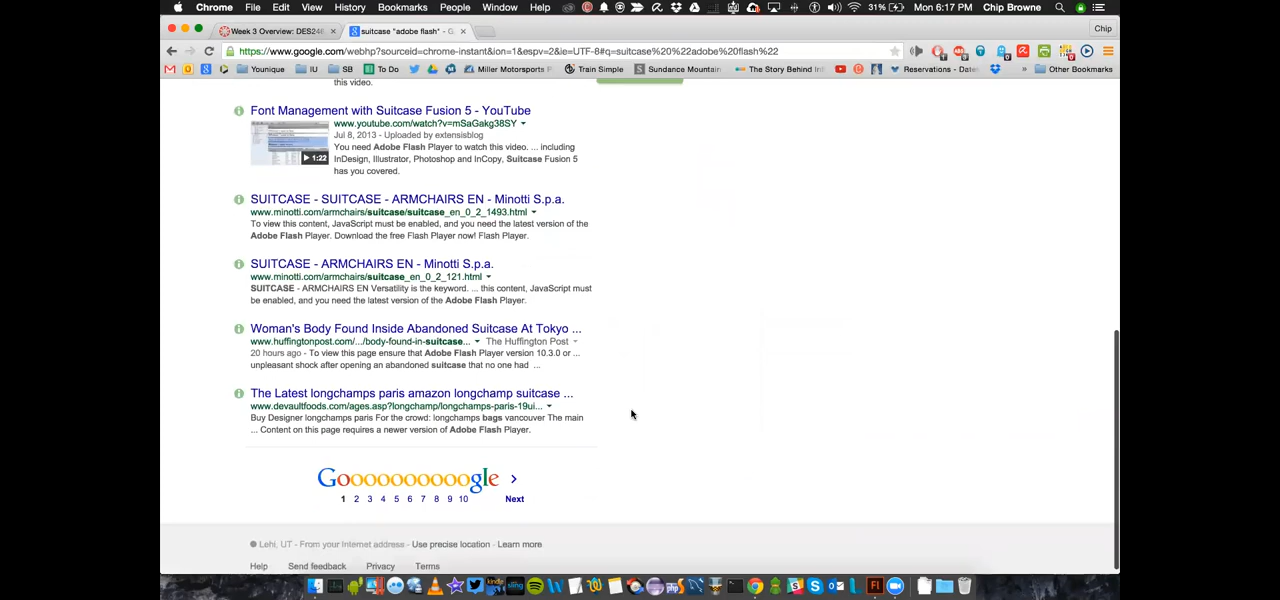 Chrome File Edit View History Bookmarks People Window Help 31% Mon 6:17 PM Chip Browne
Week 3 Overview: DES246 suitcase "adobe flash" - G Chip
https://www.google.com/webhp?sourceid=chrome-instant&ion=1&espv=2&ie=UTF-8#q=suitcase%20%22adobe%20flash%22
Younique IU SB To Do Miller Motorsports P Train Simple Sundance Mountain The Story Behind In Reservations - Date » Other Bookmarks
this video.
Font Management with Suitcase Fusion 5 - YouTube
www.youtube.com/watch?v=mSaGakg38SY
Jul 8, 2013 - Uploaded by extensisblog
You need Adobe Flash Player to watch this video. ... including
InDesign, Illustrator, Photoshop and InCopy, Suitcase Fusion 5
has you covered.
1:22
SUITCASE - SUITCASE - ARMCHAIRS EN - Minotti S.p.a.
www.minotti.com/armchairs/suitcase/suitcase_en_0_2_1493.html
To view this content, JavaScript must be enabled, and you need the latest version of the
Adobe Flash Player. Download the free Flash Player now! Flash Player.
SUITCASE - ARMCHAIRS EN - Minotti S.p.a.
www.minotti.com/armchairs/suitcase_en_0_2_121.html
SUITCASE - ARMCHAIRS EN Versatility is the keyword. ... this content, JavaScript must
be enabled, and you need the latest version of the Adobe Flash Player.
Woman's Body Found Inside Abandoned Suitcase At Tokyo ...
www.huffingtonpost.com/.../body-found-in-suitcase... The Huffington Post
20 hours ago - To view this page ensure that Adobe Flash Player version 10.3.0 or ...
unpleasant shock after opening an abandoned suitcase that no one had ...
The Latest longchamps paris amazon longchamp suitcase ...
www.devaultfoods.com/ages.asp?longchamp/longchamps-paris-19ui...
Buy Designer longchamps paris For the crowd: longchamps bags vancouver The main
... Content on this page requires a newer version of Adobe Flash Player.
Goooooooooogle >
1 2 3 4 5 6 7 8 9 10 Next
Lehi, UT - From your Internet address - Use precise location - Learn more
Help Send feedback Privacy Terms